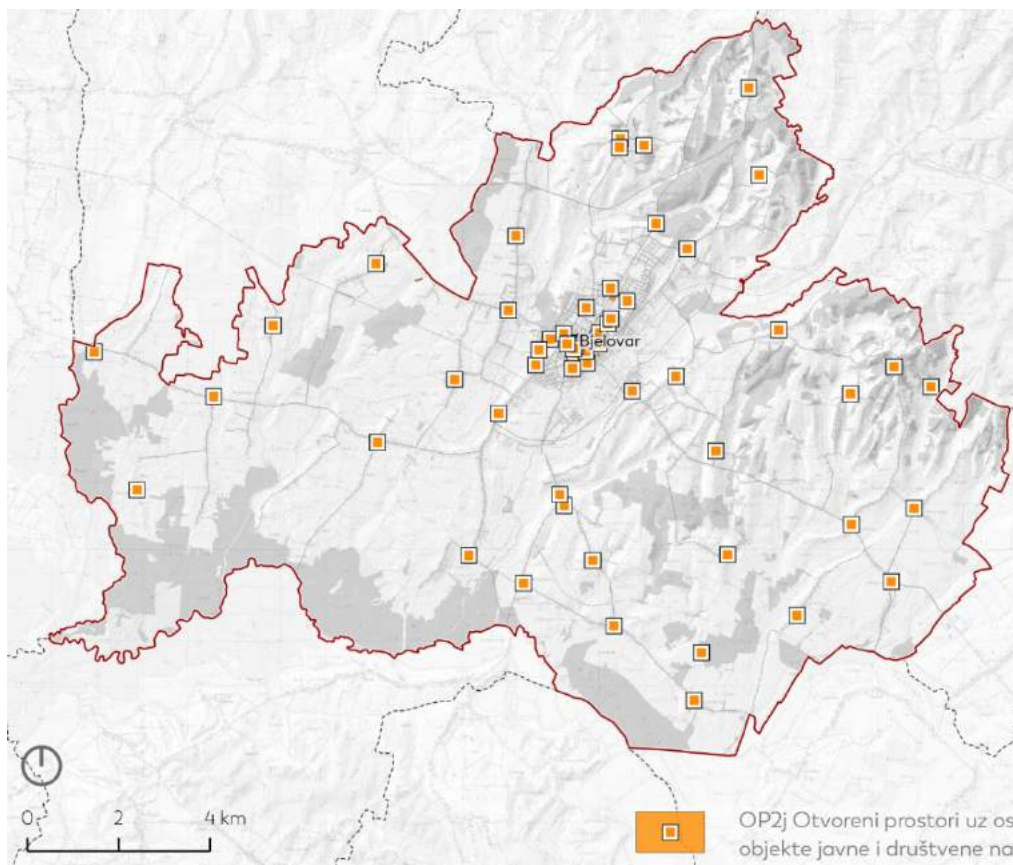 Bjelovar
0 2 4 km
OP2j Otvoreni prostori uz os
objekte javne i društvene na